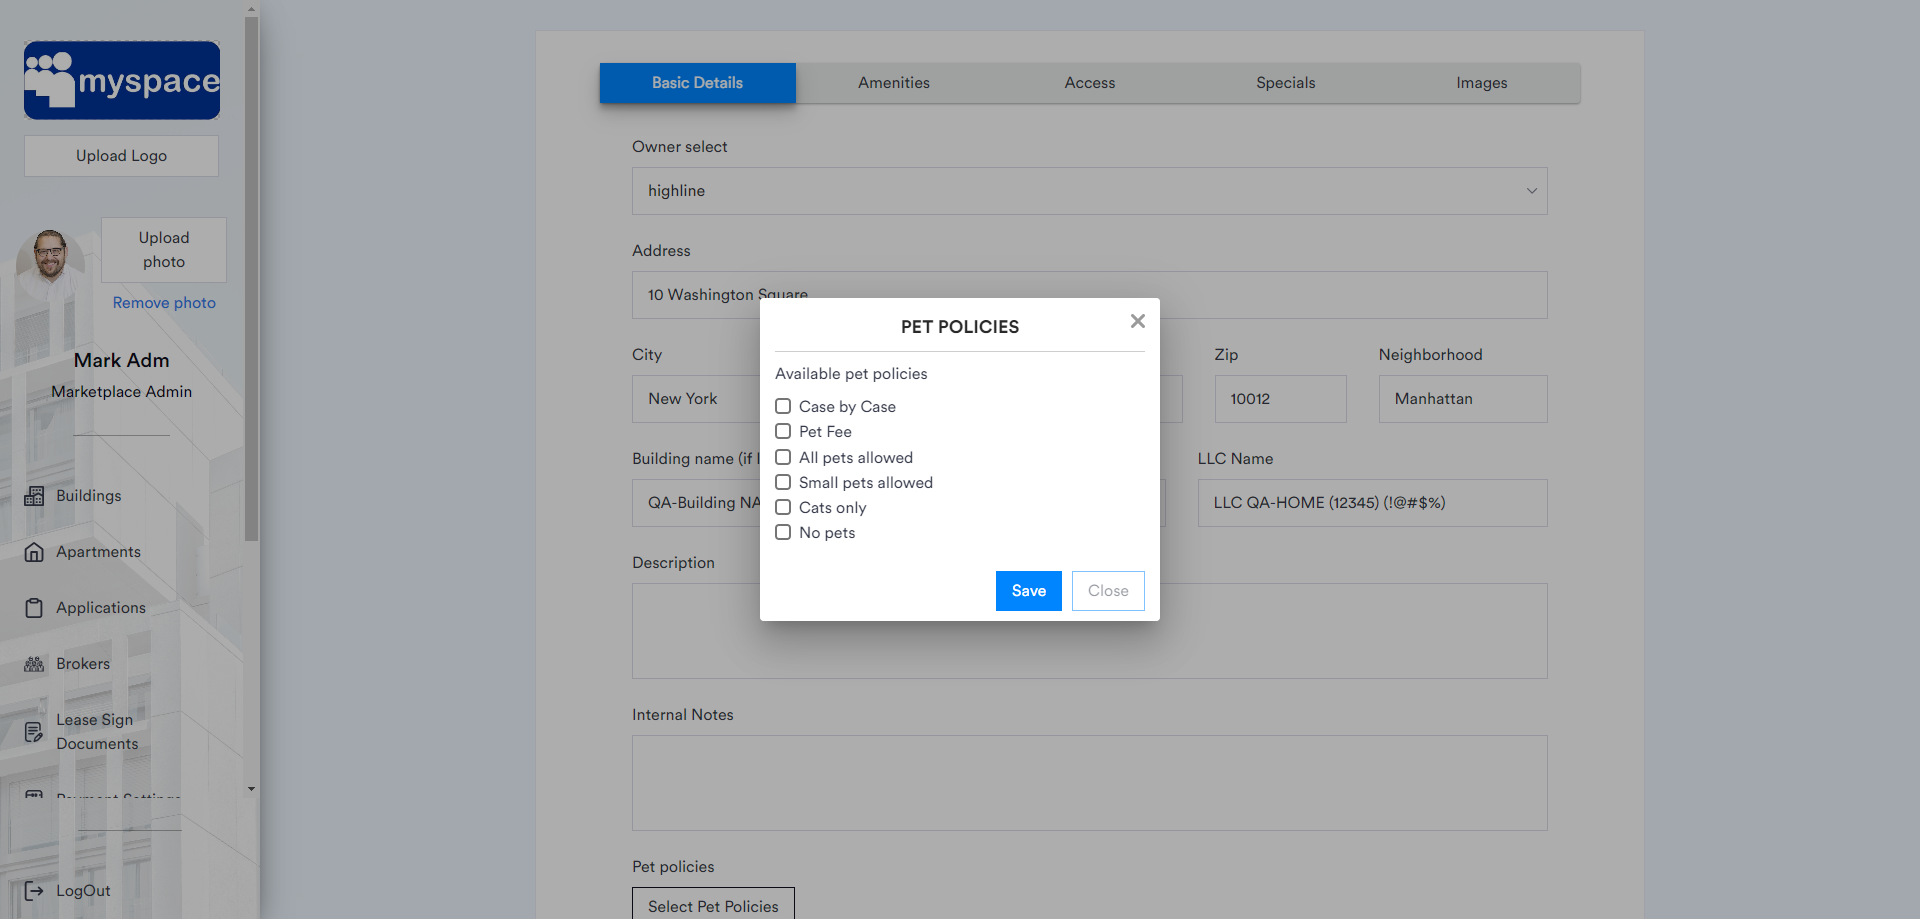 myspace
Upload Logo
Upload
photo
Remove photo
Mark Adm
Marketplace Admin
Buildings
Apartments
Applications
Brokers
Lease Sign
Documents
Payment Settings
LogOut
Basic Details
Amenities
Access
Specials
Images
Owner select
highline
Address
10 Washington Square
City
Zip
Neighborhood
New York
10012
Manhattan
Building name (if
LLC Name
QA-Building NA
LLC QA-HOME (12345) (!@#$%)
Description
Internal Notes
Pet policies
Select Pet Policies
PET POLICIES
Available pet policies
Case by Case
Pet Fee
All pets allowed
Small pets allowed
Cats only
No pets
Save
Close